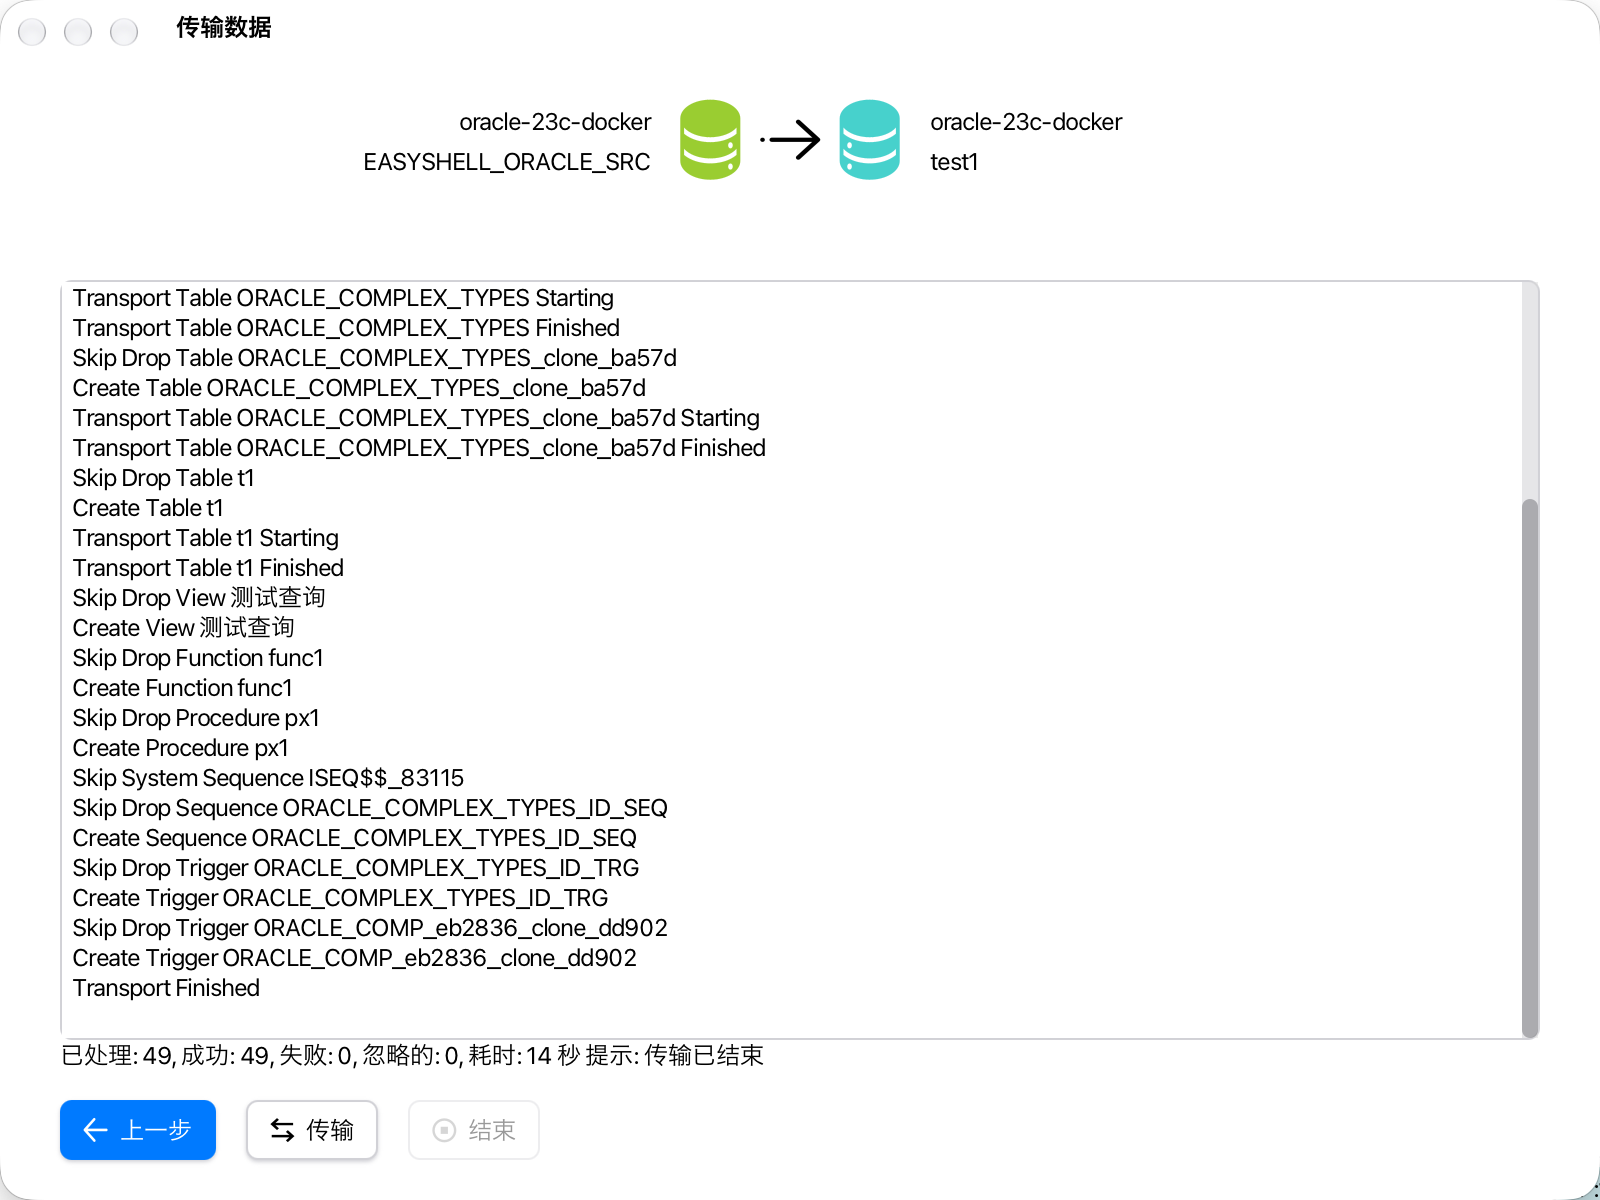 传输数据
oracle-23c-docker
EASYSHELL_ORACLE_SRC
oracle-23c-docker
test1
Transport Table ORACLE_COMPLEX_TYPES Starting
Transport Table ORACLE_COMPLEX_TYPES Finished
Skip Drop Table ORACLE_COMPLEX_TYPES_clone_ba57d
Create Table ORACLE_COMPLEX_TYPES_clone_ba57d
Transport Table ORACLE_COMPLEX_TYPES_clone_ba57d Starting
Transport Table ORACLE_COMPLEX_TYPES_clone_ba57d Finished
Skip Drop Table t1
Create Table t1
Transport Table t1 Starting
Transport Table t1 Finished
Skip Drop View 测试查询
Create View 测试查询
Skip Drop Function func1
Create Function func1
Skip Drop Procedure px1
Create Procedure px1
Skip System Sequence ISEQ$$_83115
Skip Drop Sequence ORACLE_COMPLEX_TYPES_ID_SEQ
Create Sequence ORACLE_COMPLEX_TYPES_ID_SEQ
Skip Drop Trigger ORACLE_COMPLEX_TYPES_ID_TRG
Create Trigger ORACLE_COMPLEX_TYPES_ID_TRG
Skip Drop Trigger ORACLE_COMP_eb2836_clone_dd902
Create Trigger ORACLE_COMP_eb2836_clone_dd902
Transport Finished
已处理: 49, 成功: 49, 失败: 0, 忽略的: 0, 耗时: 14 秒 提示: 传输已结束
上一步
传输
结束